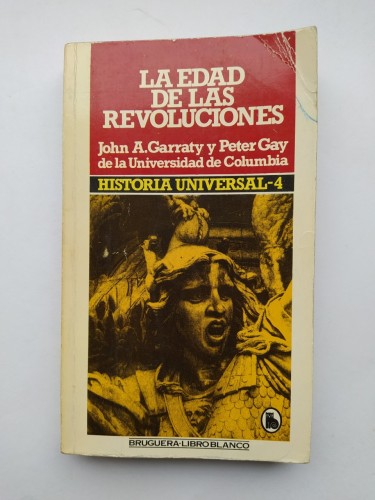 LA EDAD
DE LAS
REVOLUCIONES
John A. Garraty y Peter Gay
de la Universidad de Columbia
HISTORIA UNIVERSAL-4
BRUGUERA-LIBRO BLANCO